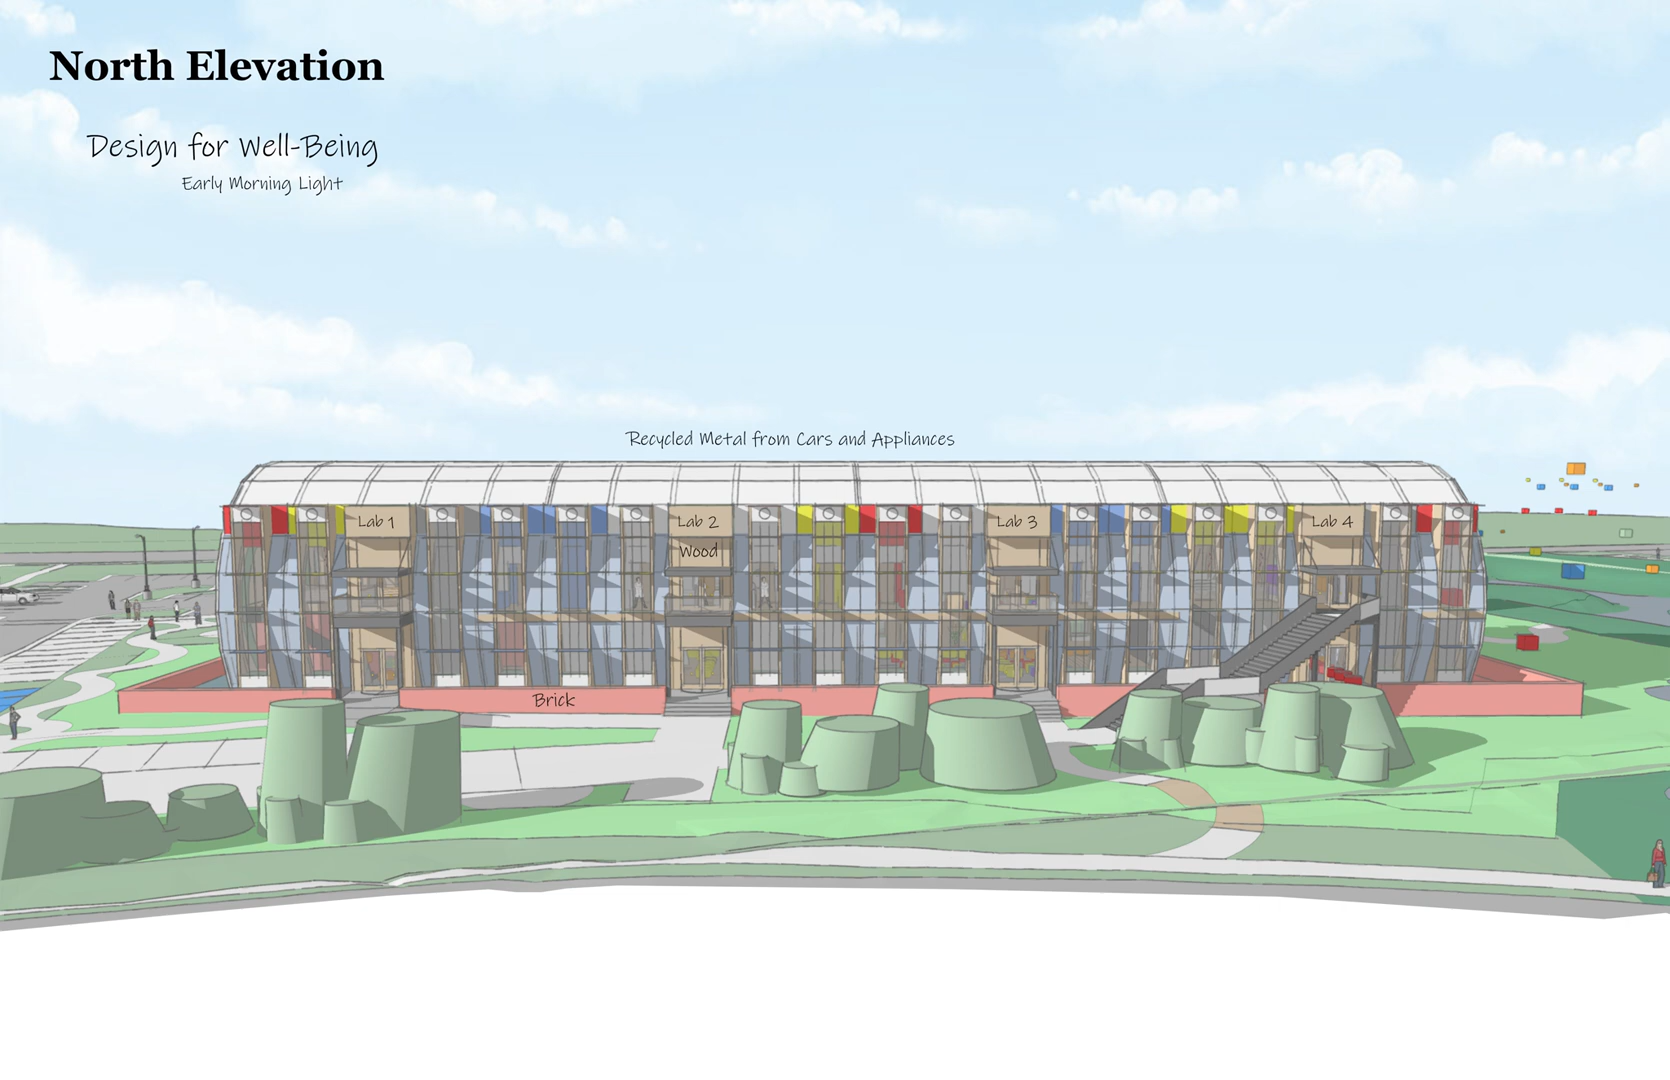 North Elevation
Design for Well-Being
Early Morning Light
Recycled Metal from Cars and Appliances
Lab 1
Lab 2
Lab 3
Lab 4
Wood
Brick